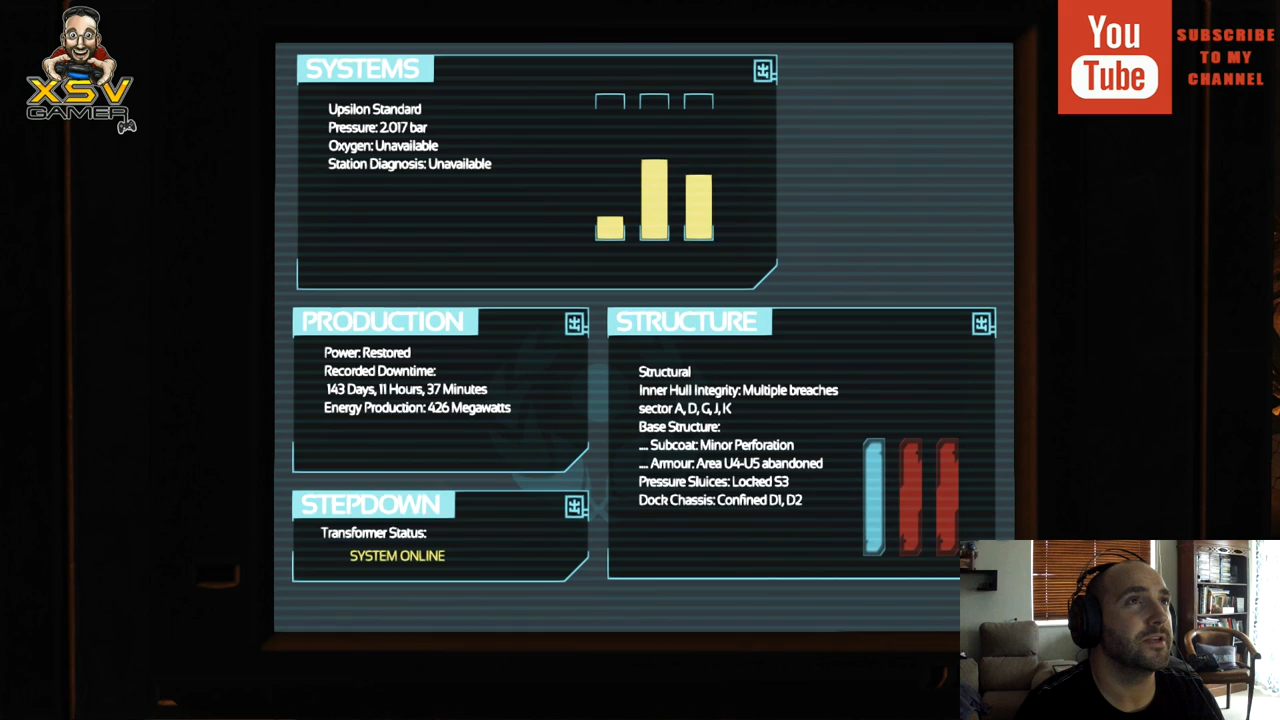 XSV
GAMER
You
Tube
SUBSCRIBE
TO MY
CHANNEL
SYSTEMS
Upsilon Standard
Pressure: 2.017 bar
Oxygen: Unavailable
Station Diagnosis: Unavailable
PRODUCTION
Power: Restored
Recorded Downtime:
143 Days, 11 Hours, 37 Minutes
Energy Production: 426 Megawatts
STRUCTURE
Structural
Inner Hull Integrity: Multiple breaches
sector A, D, G, J, K
Base Structure:
.... Subcoat: Minor Perforation
.... Armour: Area U4-U5 abandoned
Pressure Sluices: Locked S3
Dock Chassis: Confined D1, D2
STEPDOWN
Transformer Status:
SYSTEM ONLINE